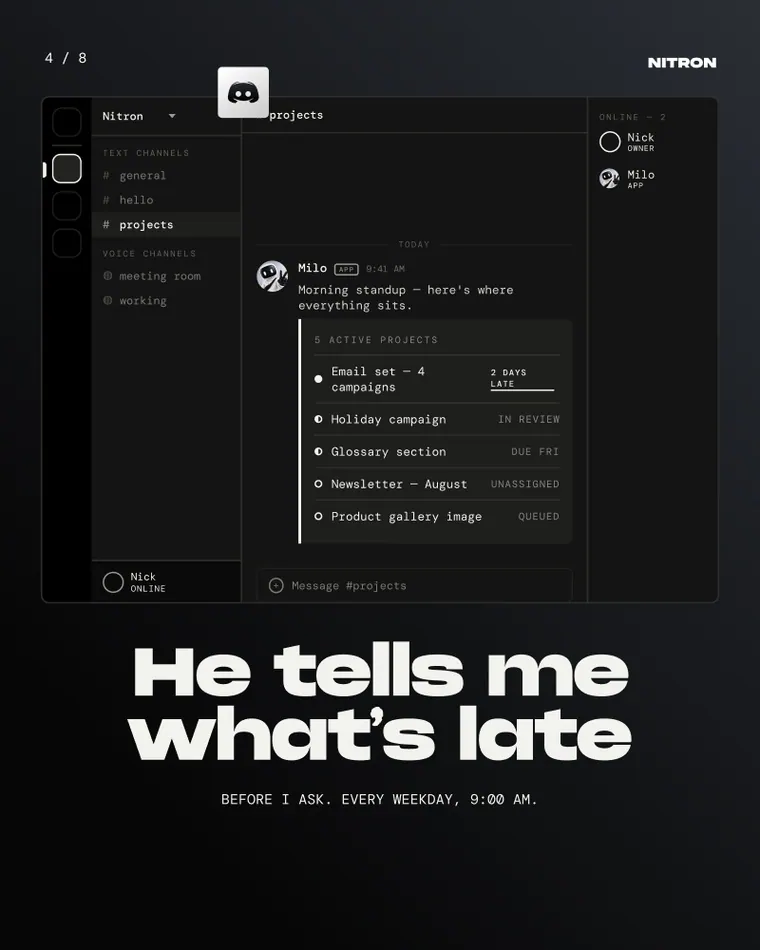 4 / 8
NITRON
Nitron
TEXT CHANNELS
# general
# hello
# projects
VOICE CHANNELS
meeting room
working
Nick
ONLINE
projects
TODAY
Milo APP 9:41 AM
Morning standup — here's where
everything sits.
5 ACTIVE PROJECTS
Email set — 4
campaigns
2 DAYS
LATE
Holiday campaign IN REVIEW
Glossary section DUE FRI
Newsletter — August UNASSIGNED
Product gallery image QUEUED
Message #projects
ONLINE — 2
Nick
OWNER
Milo
APP
He tells me
what's late
BEFORE I ASK. EVERY WEEKDAY, 9:00 AM.